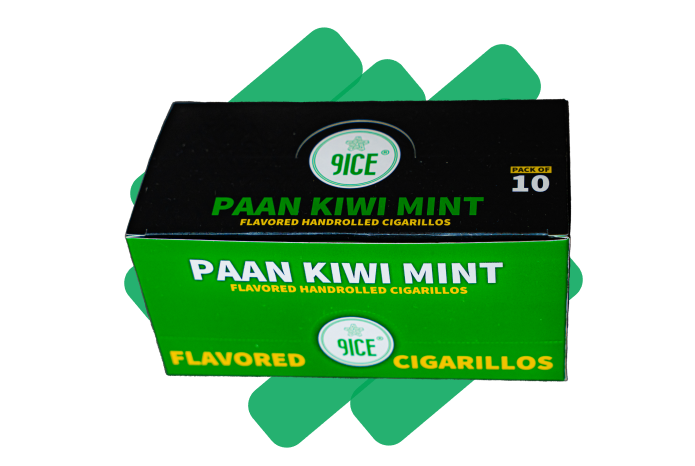 9ICE®
PACK OF
10
PAAN KIWI MINT
FLAVORED HANDROLLED CIGARILLOS
PAAN KIWI MINT
FLAVORED HANDROLLED CIGARILLOS
9ICE®
FLAVORED CIGARILLOS